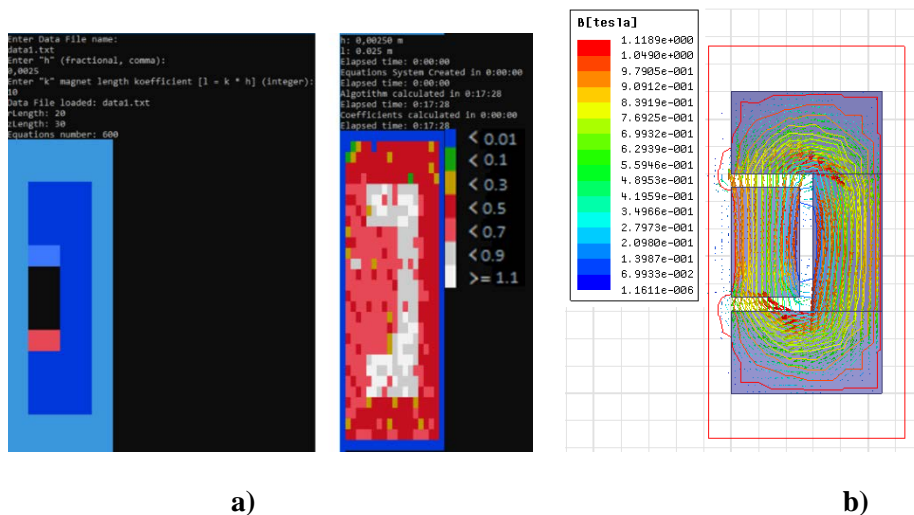 Enter Data File name:
data1.txt
Enter "h" (fractional, comma):
0,0025
Enter "k" magnet length koefficient [l = k * h] (integer):
10
Data File loaded: data1.txt
rLength: 20
zLength: 30
Equations number: 600
h: 0,00250 m
l: 0.025 m
Elapsed time: 0:00:00
Equations System Created in 0:00:00
Elapsed time: 0:00:00
Algotithm calculated in 0:17:28
Elapsed time: 0:17:28
Coefficients calculated in 0:00:00
Elapsed time: 0:17:28
< 0.01
< 0.1
< 0.3
< 0.5
< 0.7
< 0.9
>= 1.1
B[tesla]
1.1189e+000
1.0490e+000
9.7905e-001
9.0912e-001
8.3919e-001
7.6925e-001
6.9932e-001
6.2939e-001
5.5946e-001
4.8953e-001
4.1959e-001
3.4966e-001
2.7973e-001
2.0980e-001
1.3987e-001
6.9933e-002
1.1611e-006
a)
b)